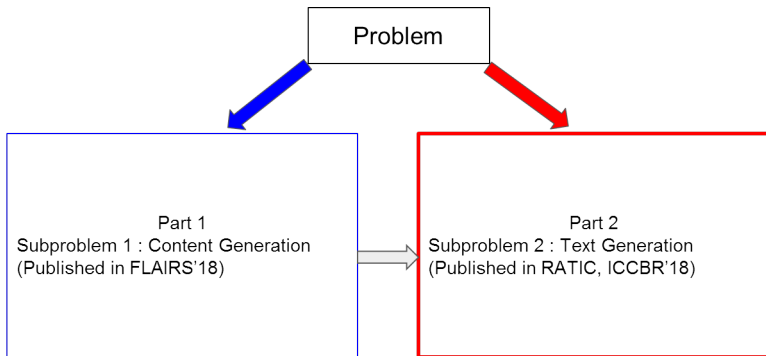 Problem
Part 1
Subproblem 1 : Content Generation
(Published in FLAIRS’18)
Part 2
Subproblem 2 : Text Generation
(Published in RATIC, ICCBR’18)